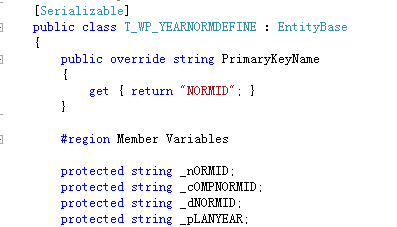 [Serializable]
public class T_WP_YEARNORMDEFINE : EntityBase
{
public override string PrimaryKeyName
{
get { return "NORMID"; }
}
#region Member Variables
protected string _nORMID;
protected string _cOMPNORMID;
protected string _dNORMID;
protected string _pLANYEAR;